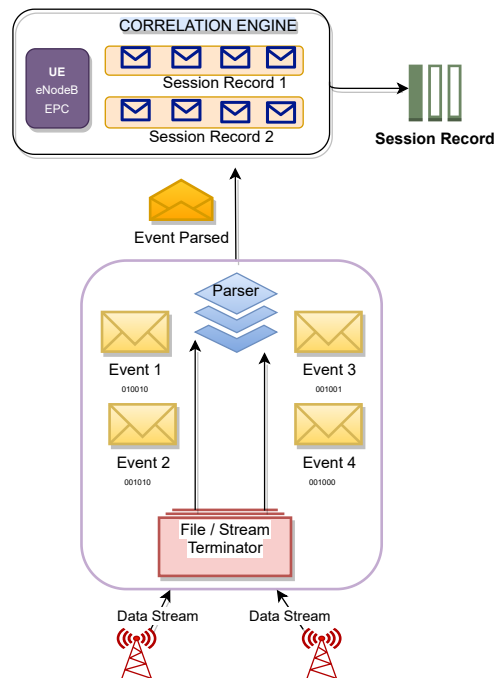 CORRELATION ENGINE
UE
eNodeB
EPC
Session Record 1
Session Record 2
Session Record
Event Parsed
Parser
Event 1
010010
Event 3
001001
Event 2
001010
Event 4
001000
File / Stream
Terminator
Data Stream
Data Stream